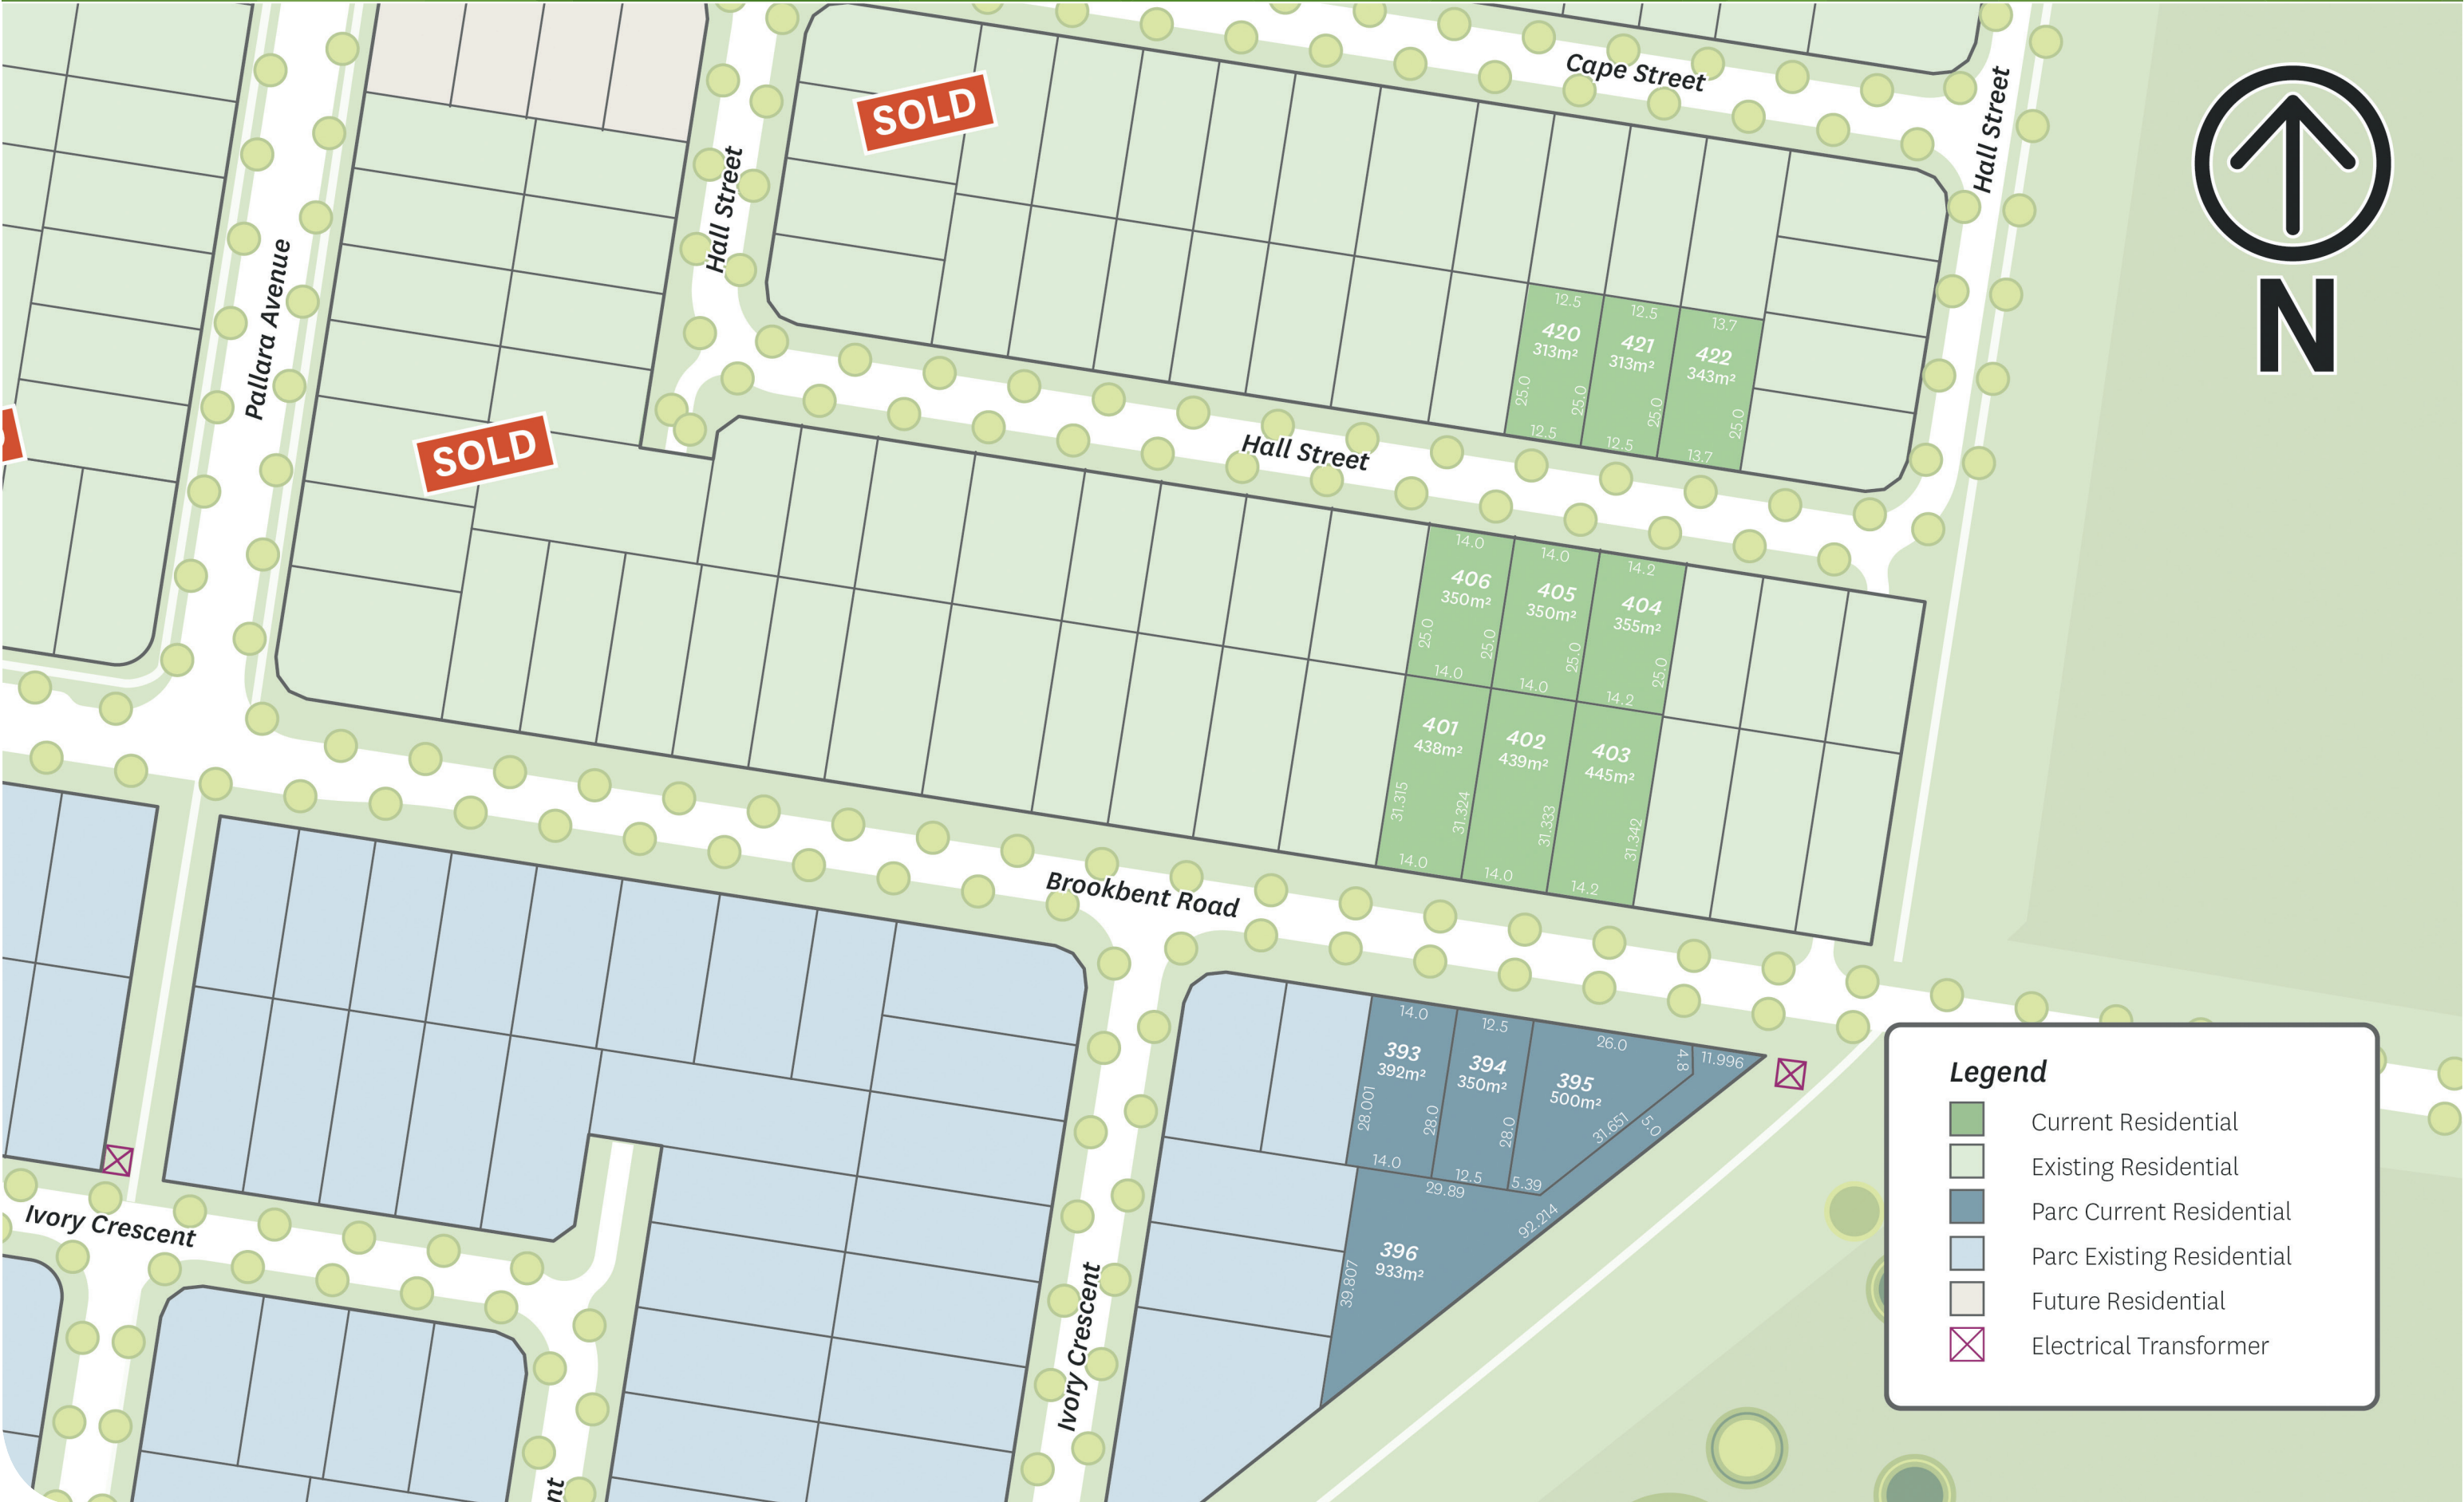 Cape Street
Hall Street
SOLD
Hall Street
N
Pallara Avenue
12.5
420
313m²
25.0
12.5
12.5
421
313m²
25.0
12.5
13.7
422
343m²
25.0
25.0
13.7
SOLD
Hall Street
14.0
406
350m²
25.0
14.0
14.0
405
350m²
25.0
14.0
14.2
404
355m²
25.0
25.0
14.2
401
438m²
31.315
14.0
402
439m²
31.324
14.0
403
445m²
31.333
31.342
14.2
Brookbent Road
14.0
393
392m²
28.001
14.0
12.5
394
350m²
28.0
12.5
26.0
395
500m²
28.0
4.8
11.996
31.651
5.0
5.39
29.89
92.214
396
933m²
39.807
Ivory Crescent
Ivory Crescent
nt
Legend
Current Residential
Existing Residential
Parc Current Residential
Parc Existing Residential
Future Residential
Electrical Transformer